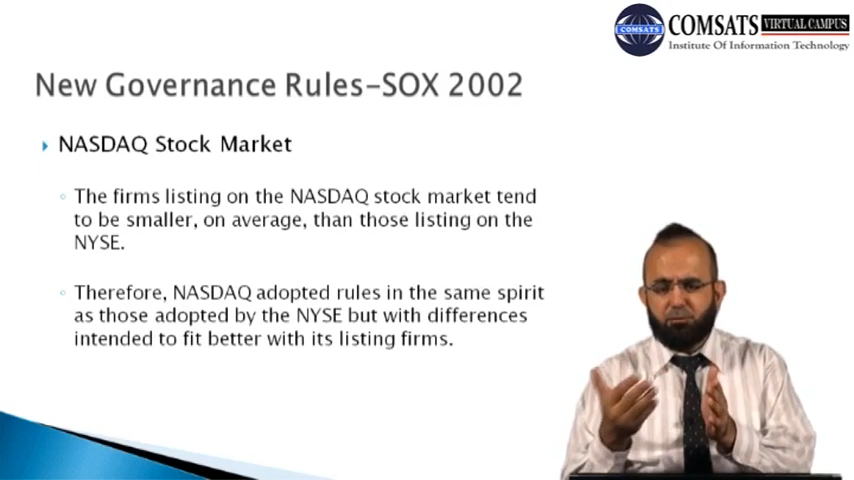 COMSATS VIRTUAL CAMPUS
COMSATS
Institute Of Information Technology
New Governance Rules-SOX 2002
NASDAQ Stock Market
The firms listing on the NASDAQ stock market tend
to be smaller, on average, than those listing on the
NYSE.
Therefore, NASDAQ adopted rules in the same spirit
as those adopted by the NYSE but with differences
intended to fit better with its listing firms.